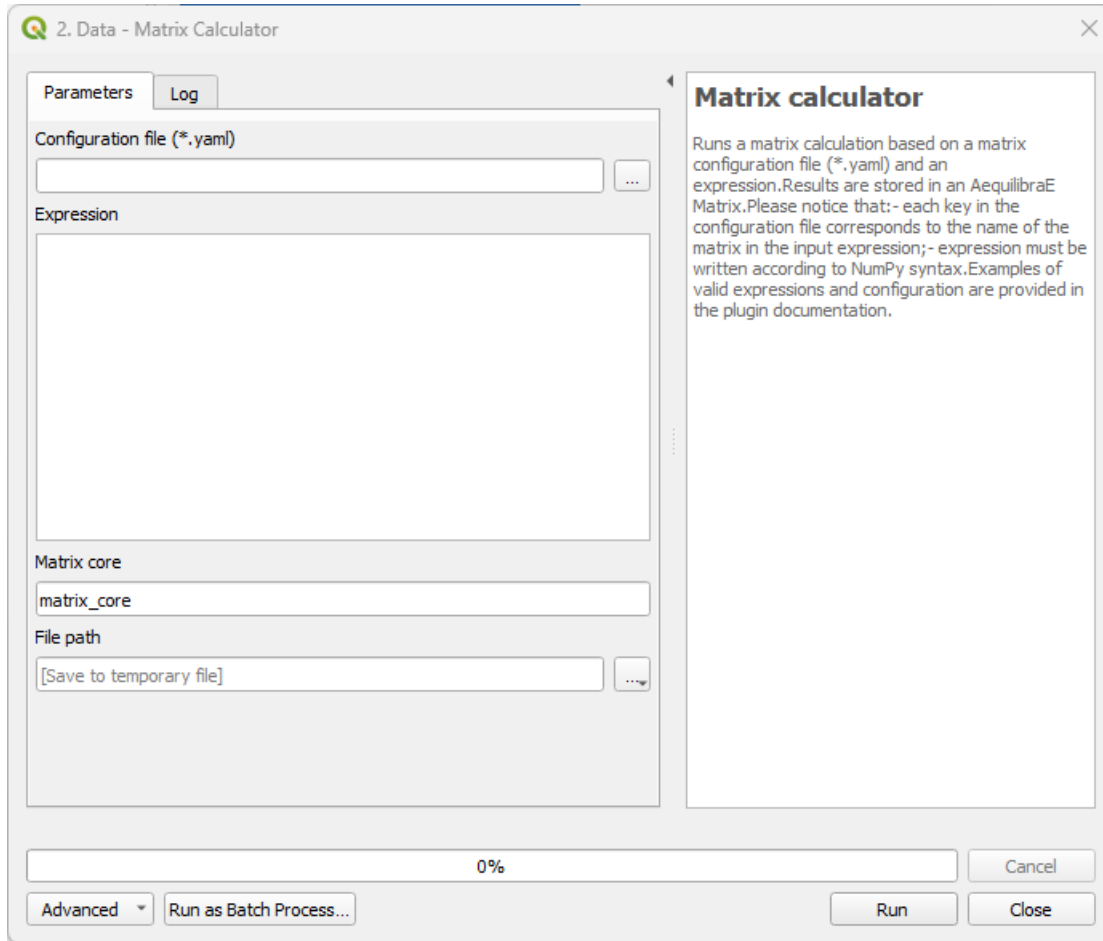 2. Data - Matrix Calculator
Parameters
Log
Configuration file (*.yaml)
...
Expression
Matrix core
matrix_core
File path
[Save to temporary file]
...
Matrix calculator
Runs a matrix calculation based on a matrix
configuration file (*.yaml) and an
expression.Results are stored in an AequilibraE
Matrix.Please notice that:- each key in the
configuration file corresponds to the name of the
matrix in the input expression;- expression must be
written according to NumPy syntax.Examples of
valid expressions and configuration are provided in
the plugin documentation.
0%
Cancel
Advanced
Run as Batch Process...
Run
Close